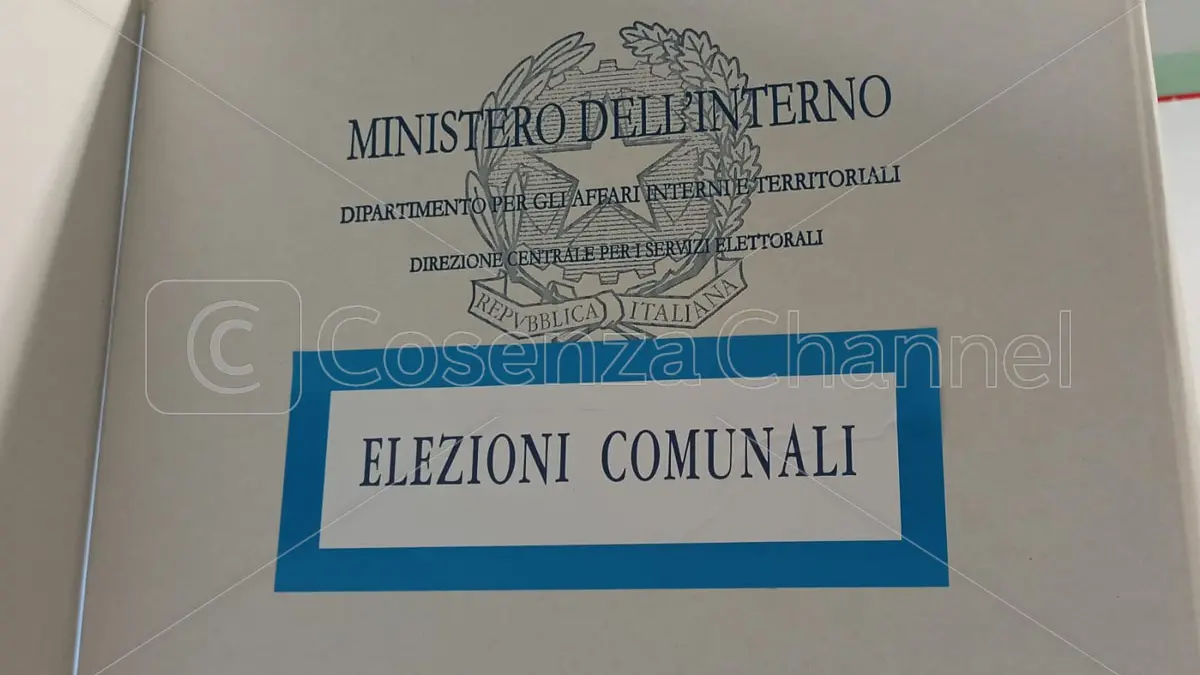 MINISTERO DELL'INTERNO
DIPARTIMENTO PER GLI AFFARI INTERNI E TERRITORIALI
DIREZIONE CENTRALE PER I SERVIZI ELETTORALI
REPVBBLICA ITALIANA
C Cosenza Channel
ELEZIONI COMUNALI